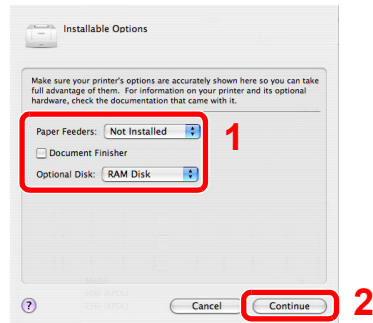 Installable Options
Make sure your printer's options are accurately shown here so you can take
full advantage of them. For information on your printer and its optional
hardware, check the documentation that came with it.
Paper Feeders: Not Installed
1
Document Finisher
Optional Disk: RAM Disk
?
Cancel
Continue
2